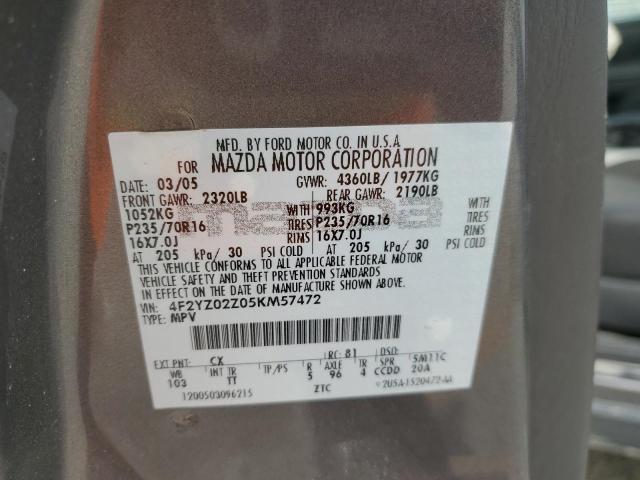 MFD. BY FORD MOTOR CO. IN U.S.A
FOR MAZDA MOTOR CORPORATION
DATE: 03/05 GVWR: 4360LB/ 1977KG
FRONT GAWR: 2320LB REAR GAWR: 2190LB
1052KG WITH 993KG WITH
P235/70R16 TIRES P235/70R16 TIRES
16X7.0J RIMS 16X7.0J RIMS
AT 205 kPa/ 30 PSI COLD AT 205 kPa/ 30 PSI COLD
THIS VEHICLE CONFORMS TO ALL APPLICABLE FEDERAL MOTOR
VEHICLE SAFETY AND THEFT PREVENTION STANDARDS
IN EFFECT ON THE DATE OF MANUFACTURE SHOWN ABOVE.
VIN: 4F2YZ02Z05KM57472
TYPE: MPV
EXT PNT: CX RC: 81 DSO:
WB INT TR TP/PS R AXLE TR SPR 5M11C
103 TT 5 96 4 CCDD 20A
1200503096215 ZTC